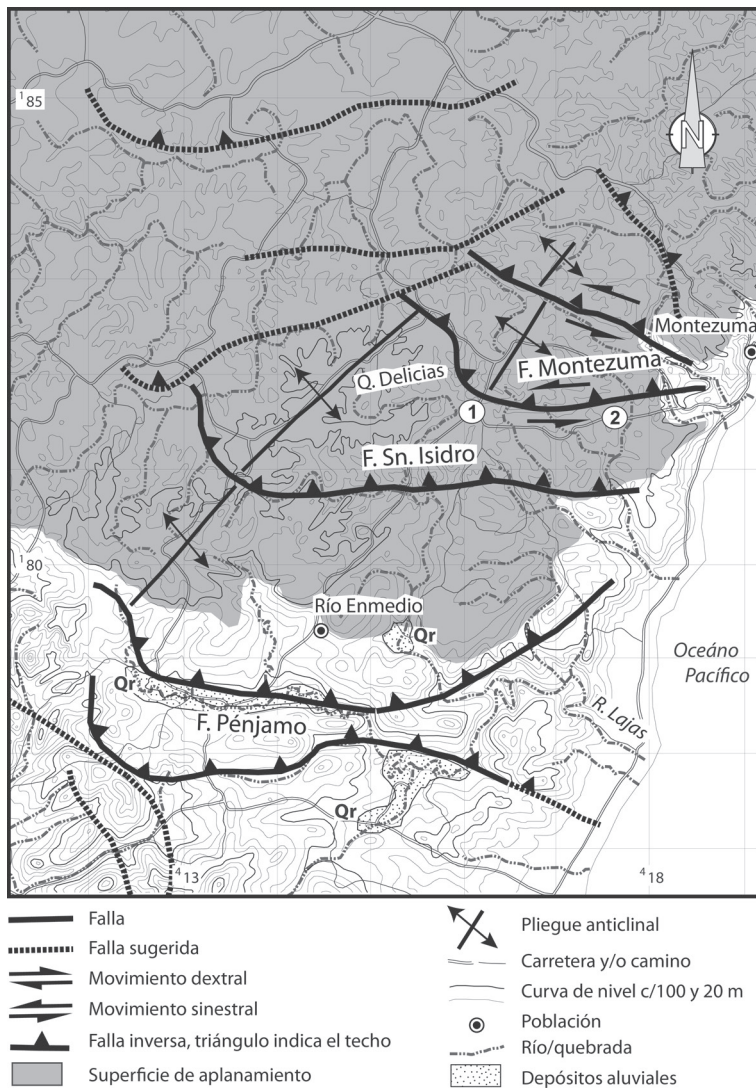 ¹85
N
Montezuma
F. Montezuma
Q. Delicias
1
2
F. Sn. Isidro
¹80
Río Enmedio
Qr
Oceáno
Pacífico
Qr
R. Lajas
F. Pénjamo
Qr
⁴13
⁴18
Falla
Falla sugerida
Movimiento dextral
Movimiento sinestral
Falla inversa, triángulo indica el techo
Superficie de aplanamiento
Pliegue anticlinal
Carretera y/o camino
Curva de nivel c/100 y 20 m
Población
Río/quebrada
Depósitos aluviales